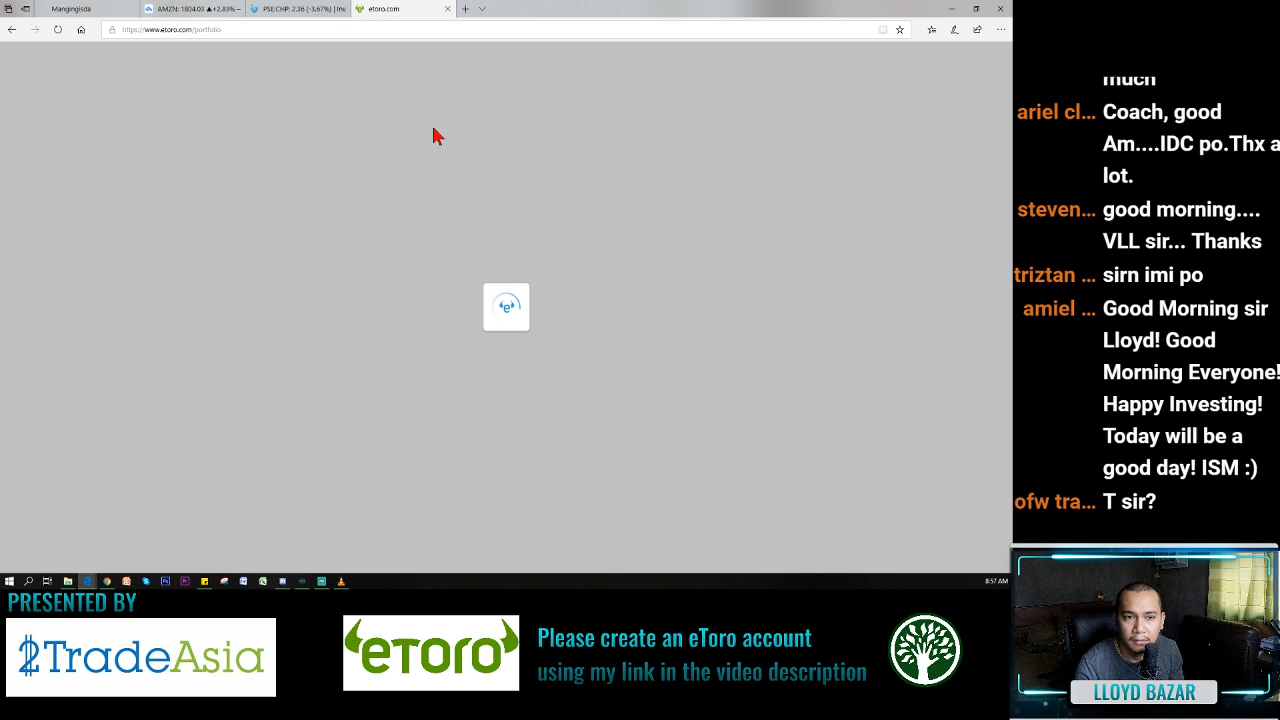 Mangingisda
AMZN: 1804.03 ▲+2.83% –
PSE:CHP: 2.36 (-3.67%) | Inv
etoro.com
https://www.etoro.com/portfolio
much
ariel cl… Coach, good
Am....IDC po.Thx a
lot.
steven… good morning....
VLL sir... Thanks
triztan … sirn imi po
amiel … Good Morning sir
Lloyd! Good
Morning Everyone!
Happy Investing!
Today will be a
good day! ISM :)
ofw tra… T sir?
e
8:57 AM
PRESENTED BY
2TradeAsia
eToro
Please create an eToro account
using my link in the video description
LLOYD BAZAR